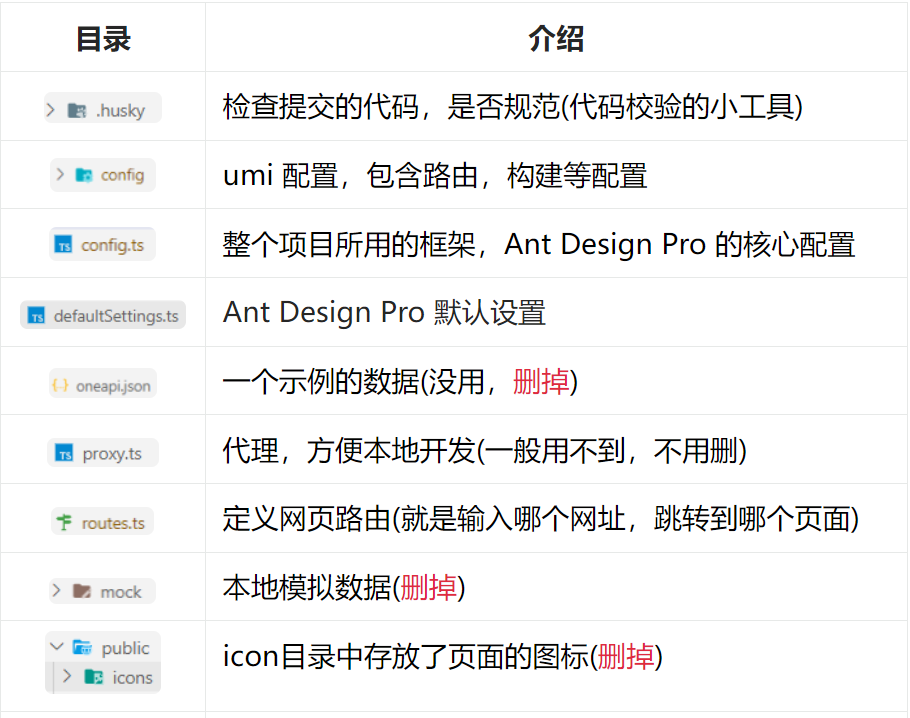 目录 介绍
.husky 检查提交的代码，是否规范(代码校验的小工具)
config umi 配置，包含路由，构建等配置
TS config.ts 整个项目所用的框架，Ant Design Pro 的核心配置
TS defaultSettings.ts Ant Design Pro 默认设置
{..} oneapi.json 一个示例的数据(没用，删掉)
TS proxy.ts 代理，方便本地开发(一般用不到，不用删)
routes.ts 定义网页路由(就是输入哪个网址，跳转到哪个页面)
mock 本地模拟数据(删掉)
public
icons icon目录中存放了页面的图标(删掉)